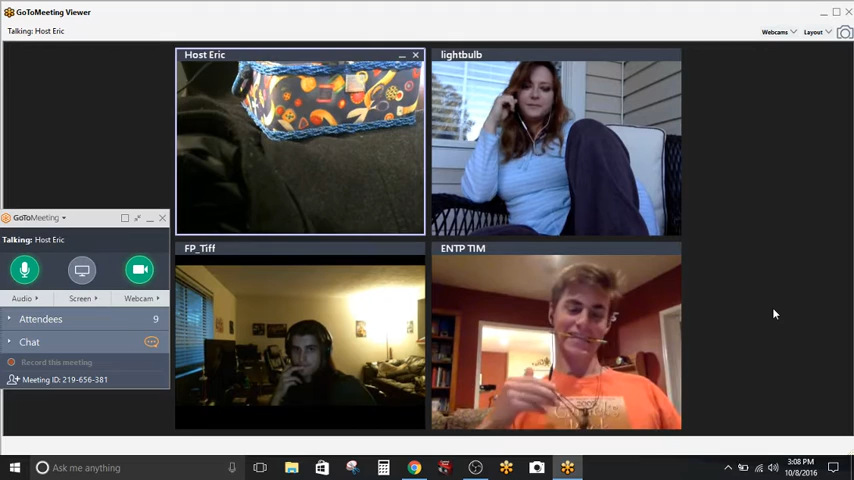 GoToMeeting Viewer
Talking: Host Eric
Webcams
Layout
Host Eric
lightbulb
GoToMeeting
Talking: Host Eric
Audio
Screen
Webcam
Attendees 9
Chat
Record this meeting
Meeting ID: 219-656-381
FP_Tiff
ENTP TIM
Ask me anything
3:08 PM
10/8/2016